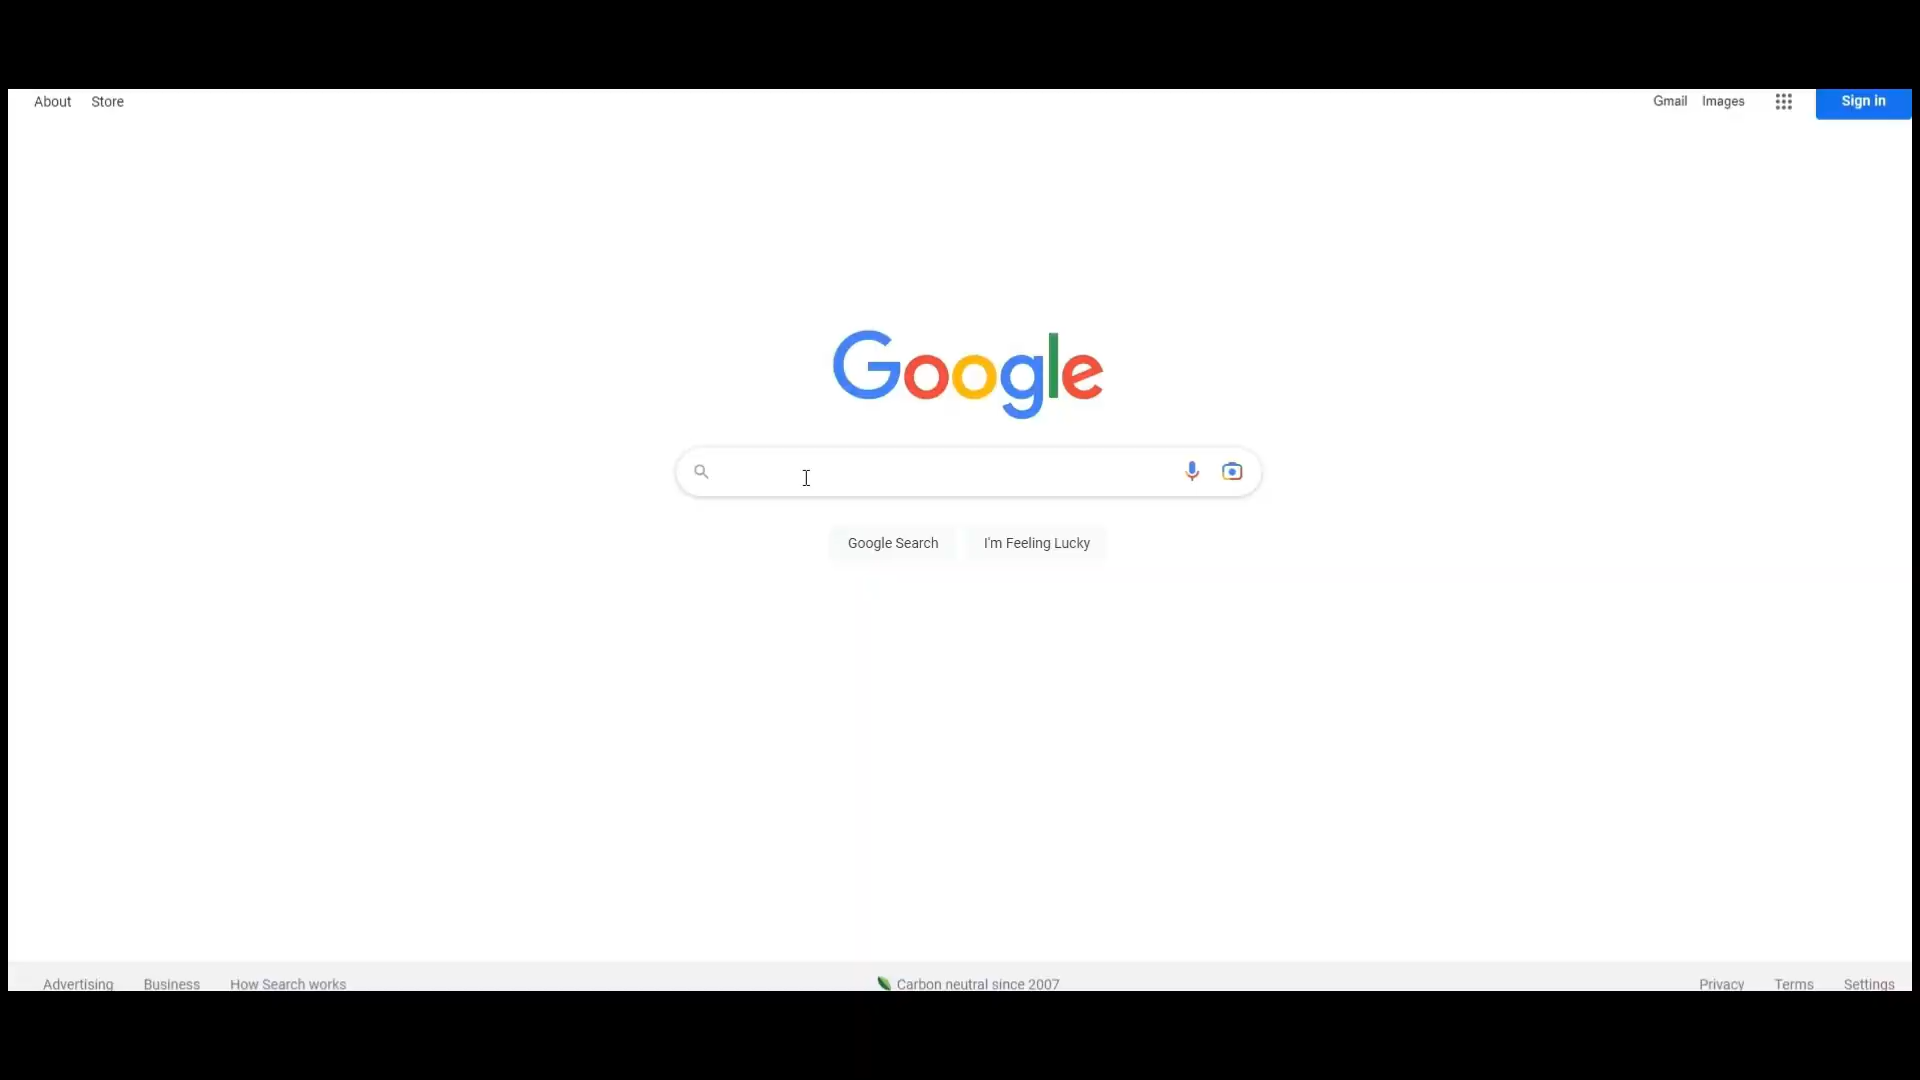 About Store
Gmail Images Sign in
Google
Google Search I'm Feeling Lucky
Advertising Business How Search works
Carbon neutral since 2007
Privacy Terms Settings